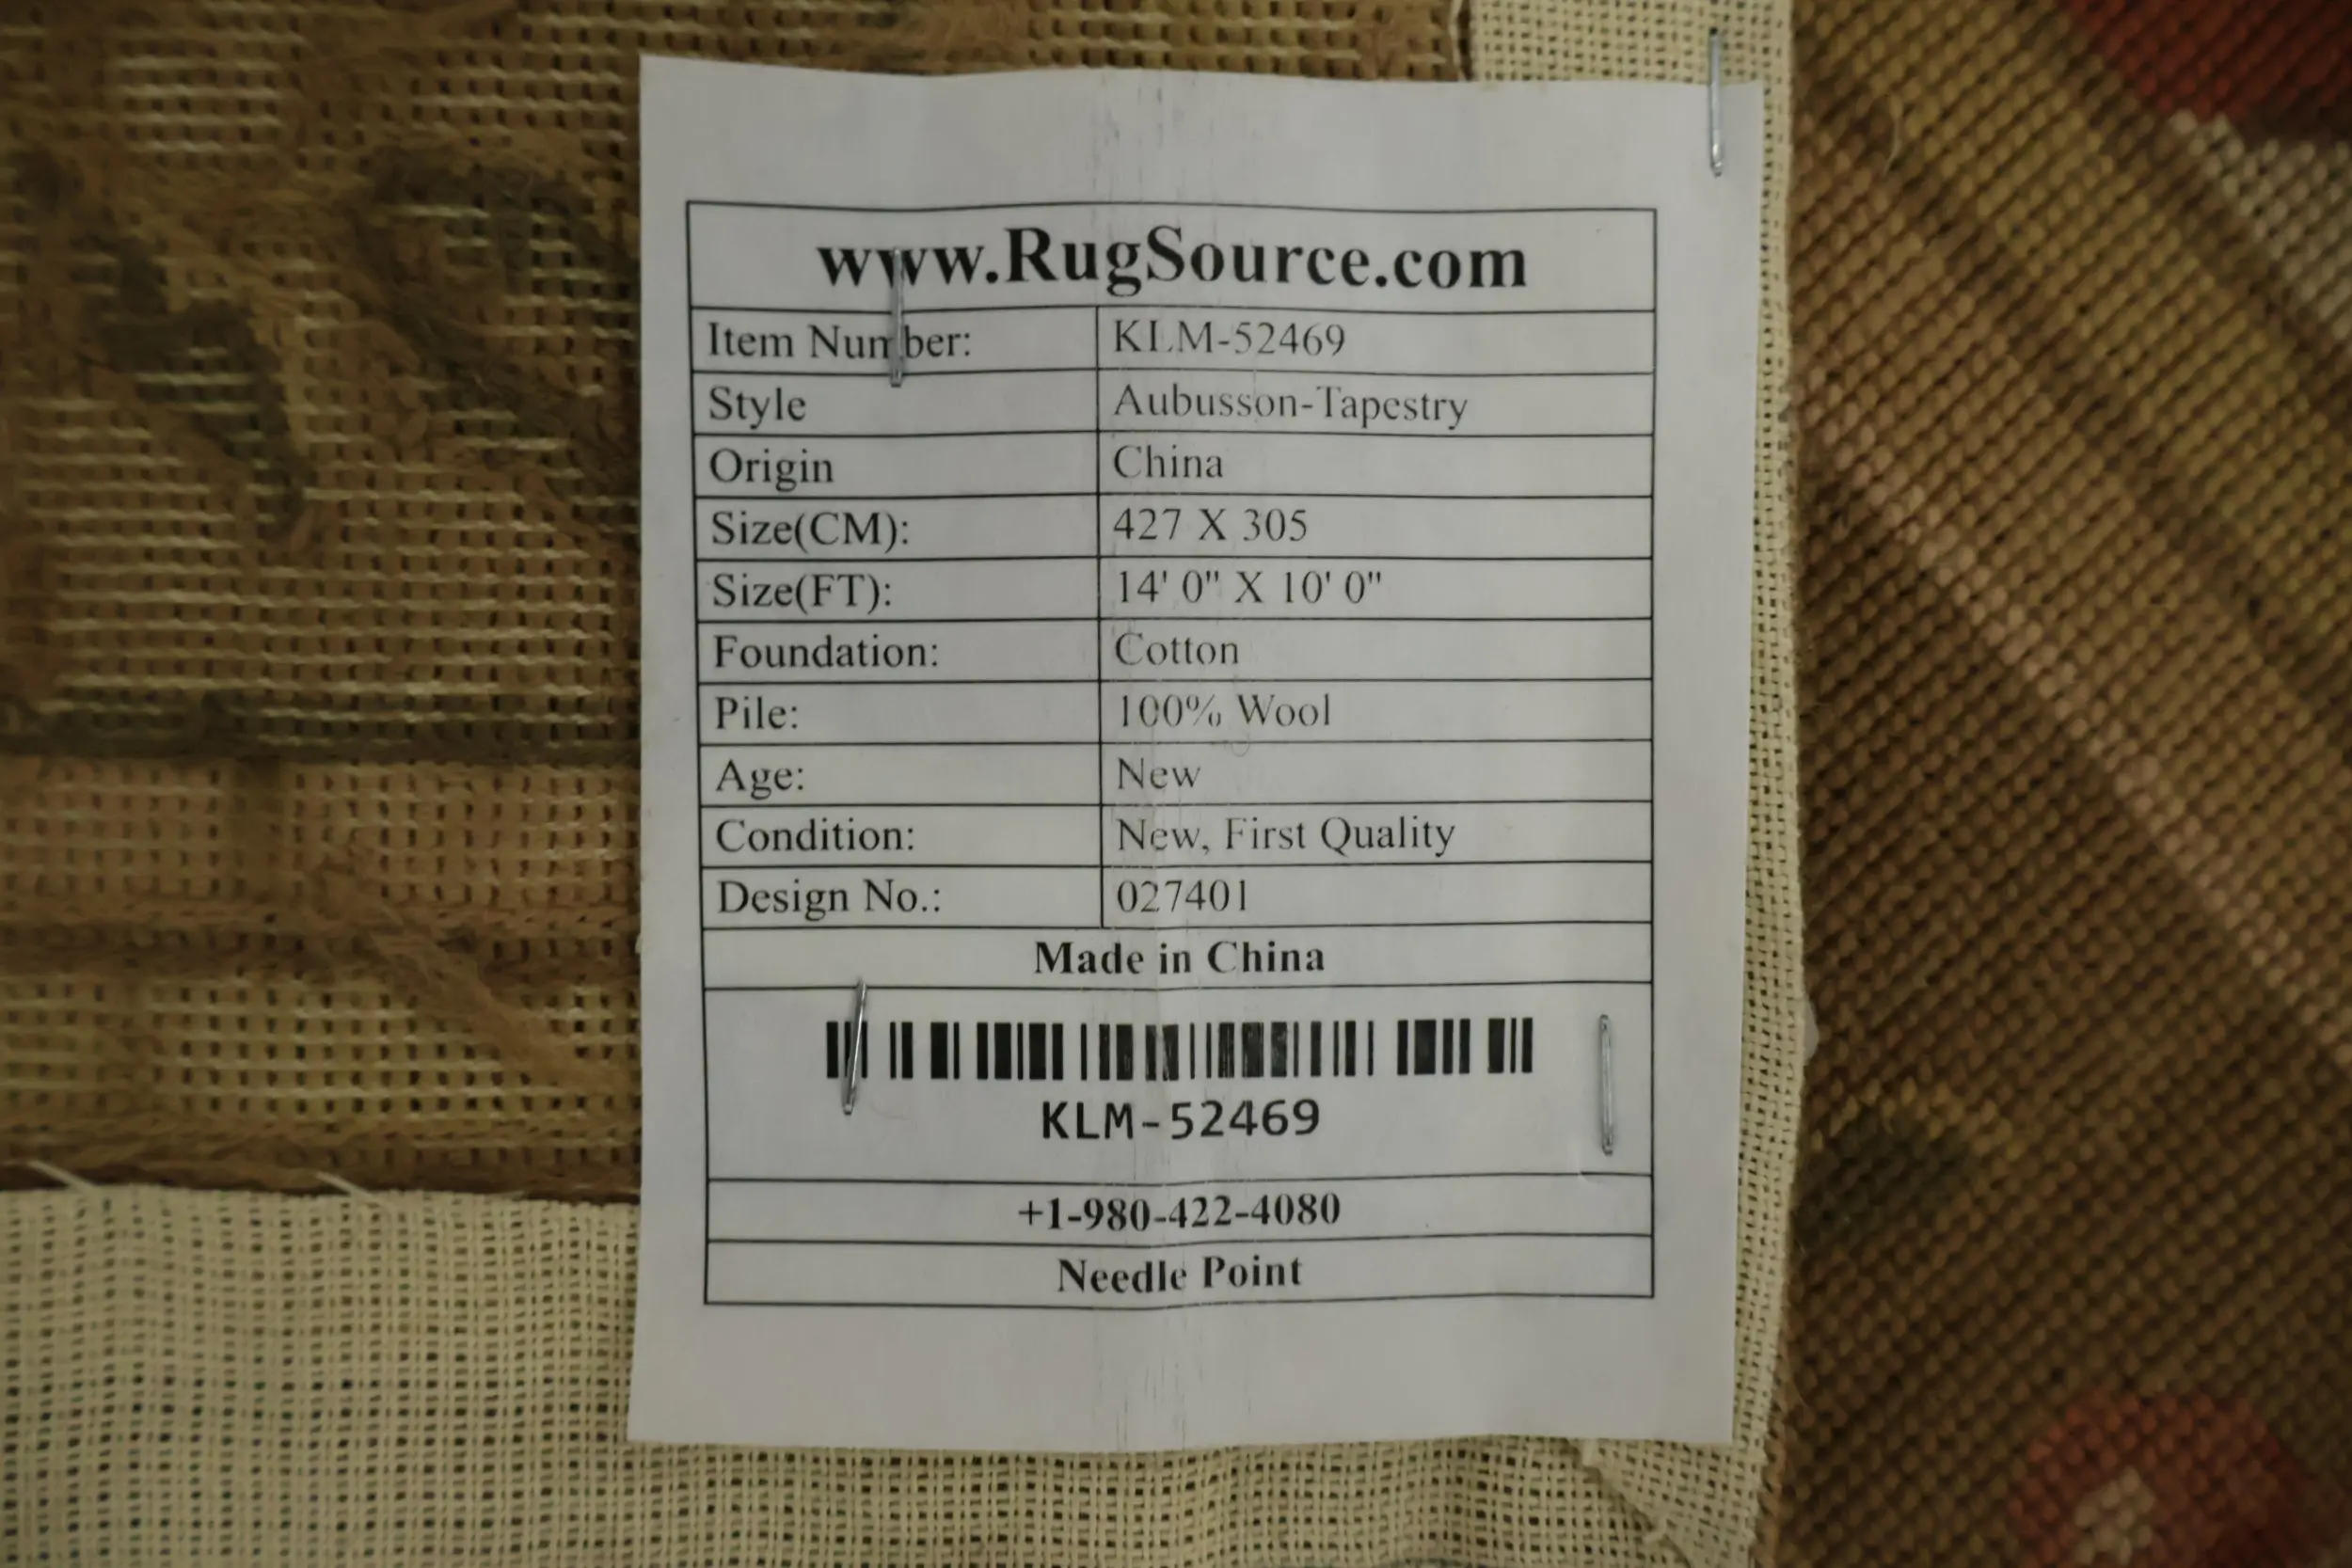 www.RugSource.com
Item Number: KLM-52469
Style Aubusson-Tapestry
Origin China
Size(CM): 427 X 305
Size(FT): 14' 0" X 10' 0"
Foundation: Cotton
Pile: 100% Wool
Age: New
Condition: New, First Quality
Design No.: 027401
Made in China
KLM-52469
+1-980-422-4080
Needle Point